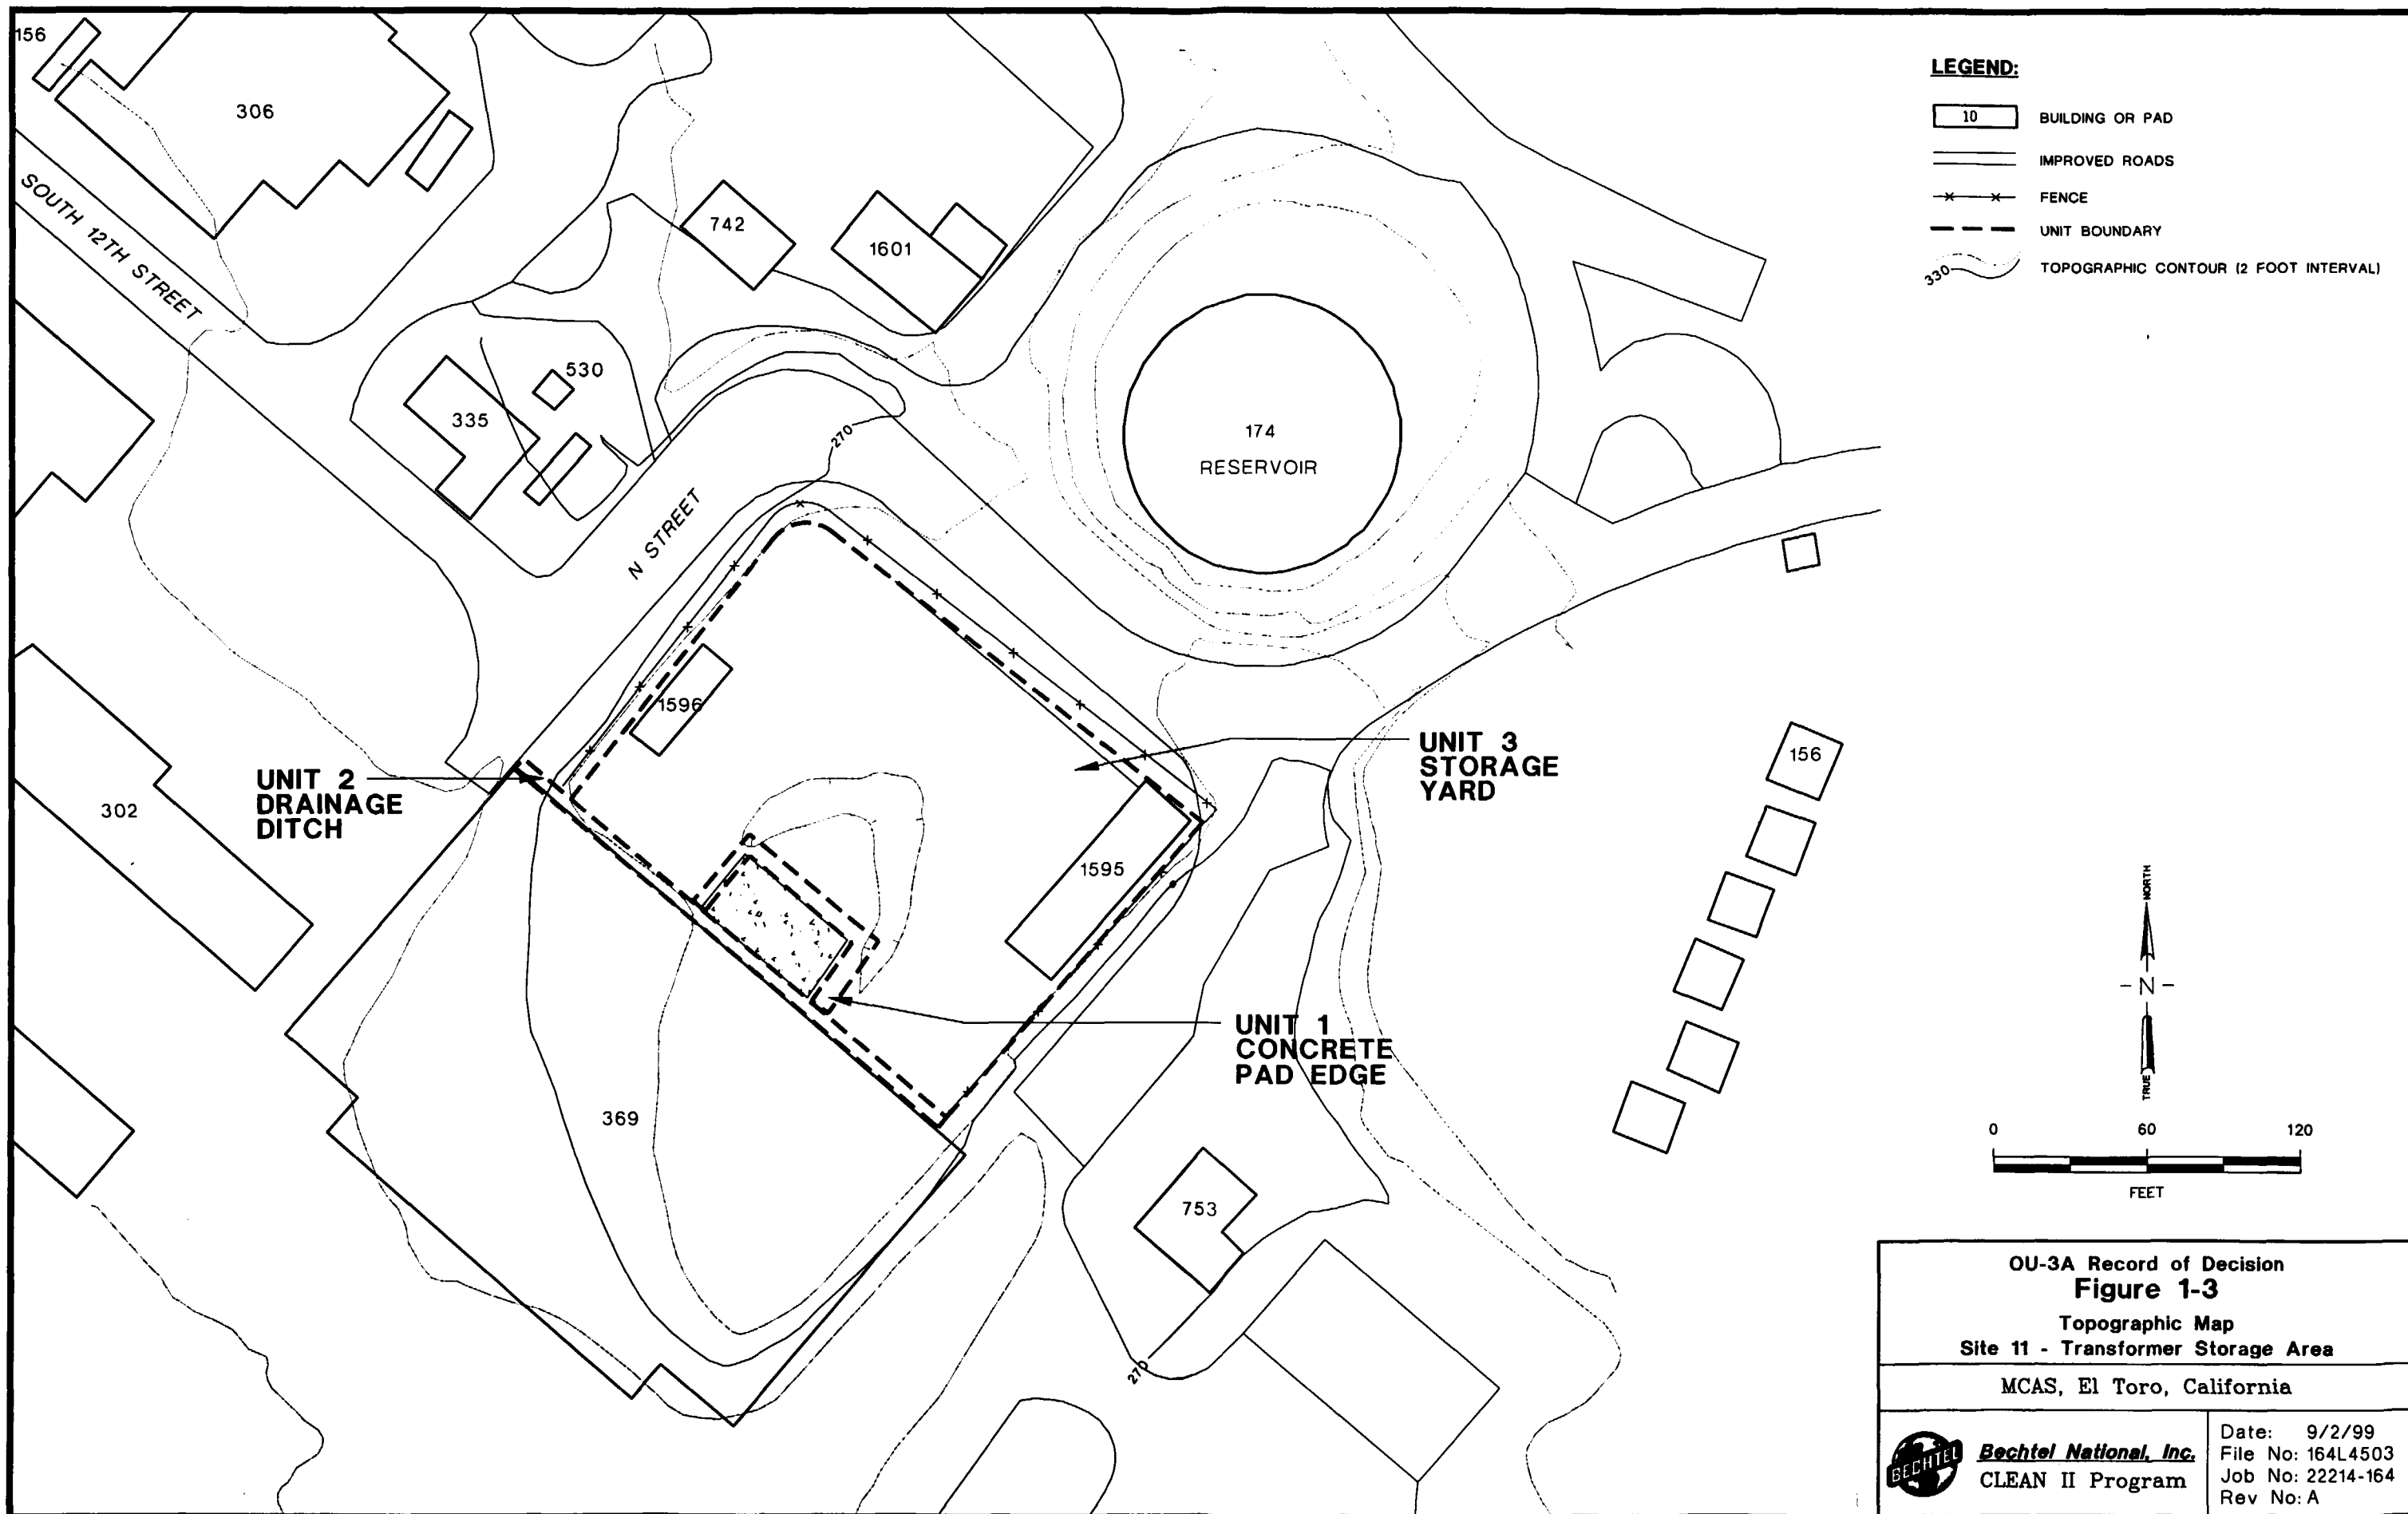 156
306
SOUTH 12TH STREET
742
1601
530
335
270
N STREET
174
RESERVOIR
1596
UNIT 2
DRAINAGE
DITCH
302
UNIT 3
STORAGE
YARD
156
1595
UNIT 1
CONCRETE
PAD EDGE
369
753
270
LEGEND:
10 BUILDING OR PAD
IMPROVED ROADS
FENCE
UNIT BOUNDARY
330 TOPOGRAPHIC CONTOUR (2 FOOT INTERVAL)
NORTH
- N -
TRUE
0 60 120
FEET
OU-3A Record of Decision
Figure 1-3
Topographic Map
Site 11 - Transformer Storage Area
MCAS, El Toro, California
BECHTEL
Bechtel National, Inc.
CLEAN II Program
Date: 9/2/99
File No: 164L4503
Job No: 22214-164
Rev No: A